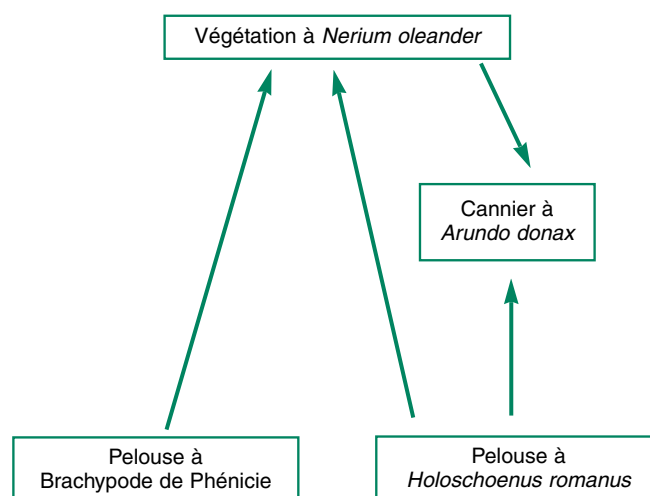 Végétation à Nerium oleander
Cannier à
Arundo donax
Pelouse à
Brachypode de Phénicie
Pelouse à
Holoschoenus romanus